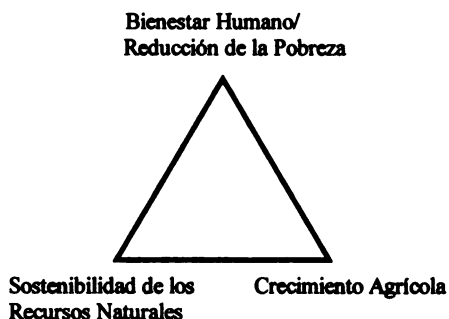 Bienestar Humano/
Reducción de la Pobreza
Sostenibilidad de los
Recursos Naturales
Crecimiento Agrícola